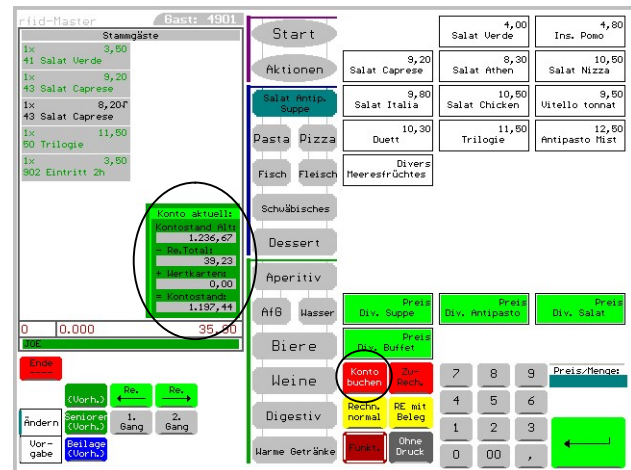 rfid-Master Gast: 4901
Stammgäste
1x 3,50
41 Salat Verde
1x 9,20
43 Salat Caprese
1x 8,20
43 Salat Caprese
1x 11,50
50 Trilogie
1x 3,50
902 Eintritt 2h
Konto aktuell:
Kontostand Alt:
1.236,67
- Re.Total:
39,23
+ Wertkarten:
0,00
= Kontostand:
1.197,44
0 0.000
JOE
Ende
----
(Vorh.)
Re.
Re.
Ändern
Senioren
(Vorh.)
1.
Gang
2.
Gang
Vor-
gabe
Beilage
(Vorh.)
Start
Aktionen
Salat Antip.
Suppe
Pasta
Pizza
Fisch
Fleisch
Schwäbisches
Dessert
Aperitiv
AfG
Wasser
Biere
Weine
Digestiv
Warme Getränke
4,00
Salat Verde
4,80
Ins. Pomo
9,20
Salat Caprese
8,30
Salat Athen
10,50
Salat Nizza
9,80
Salat Italia
10,50
Salat Chicken
9,50
Vitello tonnat
10,30
Duett
11,50
Trilogie
12,50
Antipasto Mist
Divers
Meeresfrüchtes
Preis
Div. Suppe
Preis
Div. Antipasto
Preis
Div. Salat
Preis
Div. Buffet
Konto
buchen
Zu-
Rech.
Rechn.
normal
RE mit
Beleg
Funkt.
Ohne
Druck
7 8 9
4 5 6
1 2 3
0 00 ,
Preis/Menge: